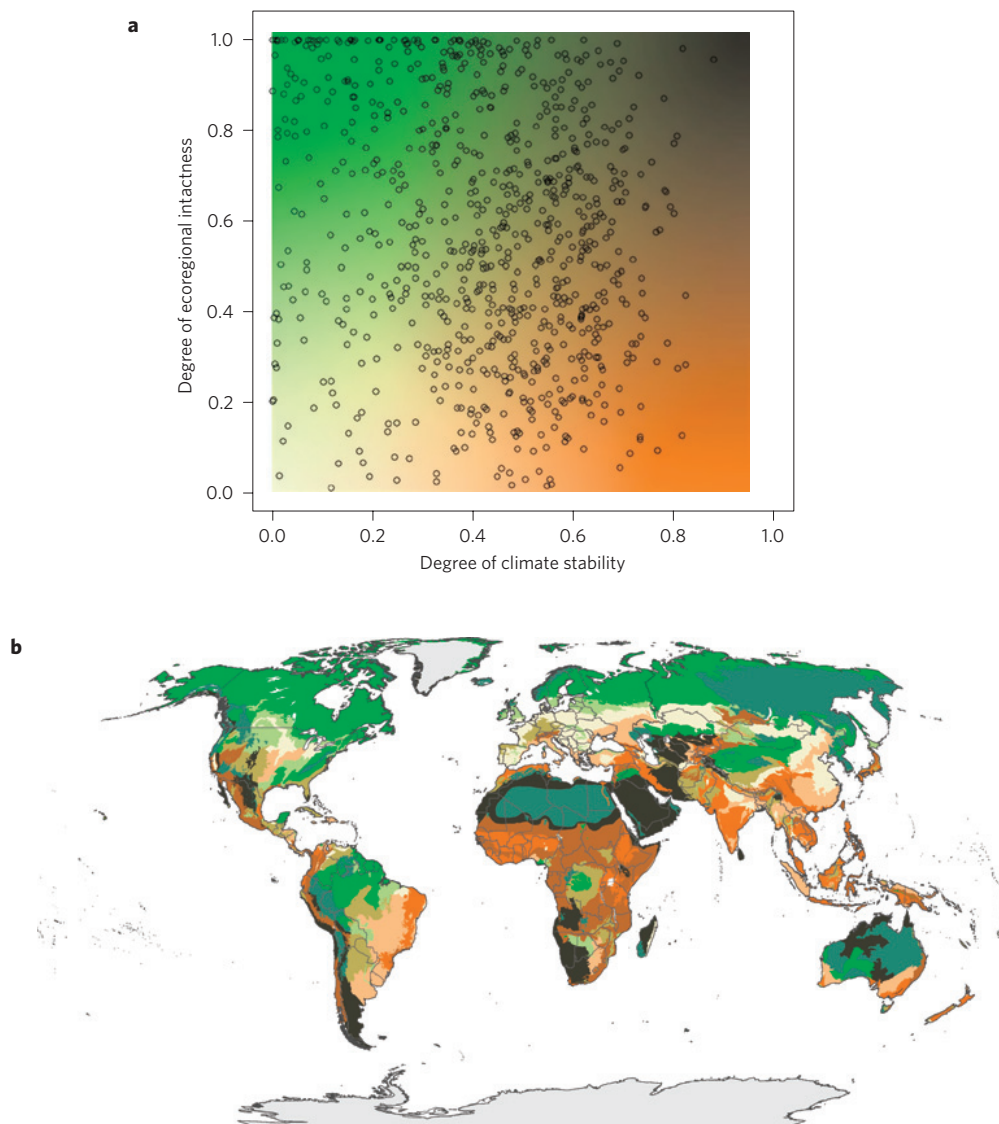 a
Degree of ecoregional intactness
1.0
0.8
0.6
0.4
0.2
0.0
0.0 0.2 0.4 0.6 0.8 1.0
Degree of climate stability
b